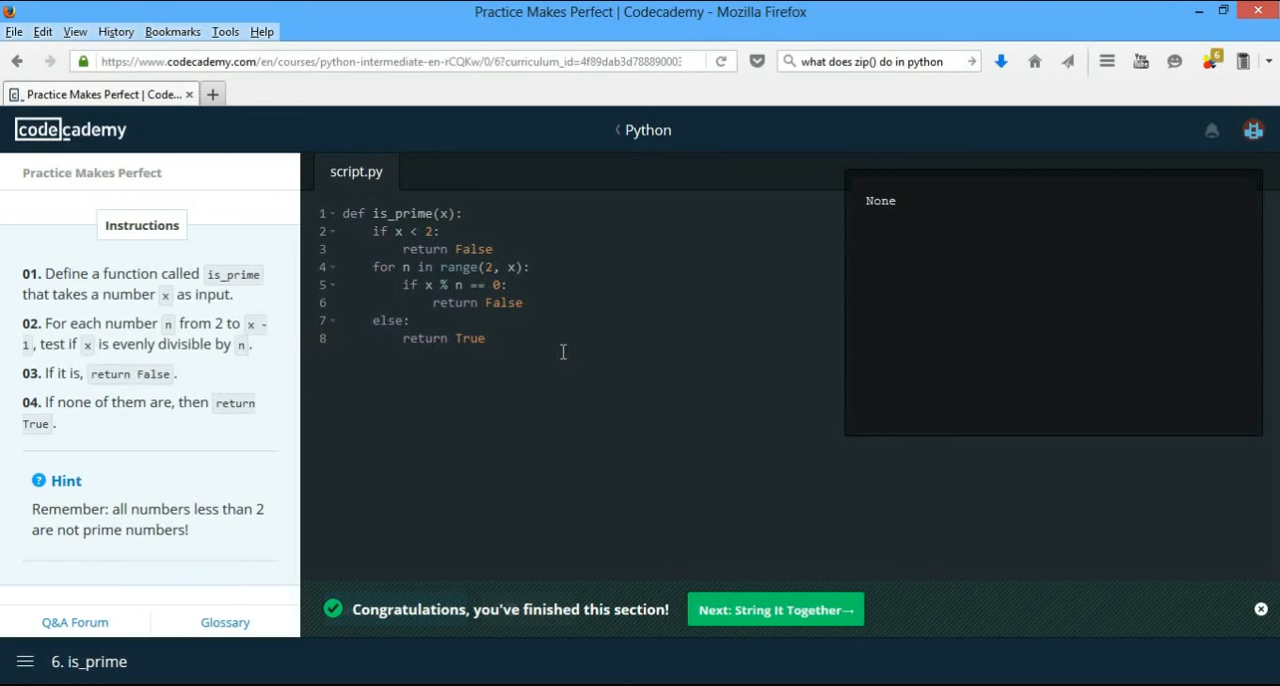 Practice Makes Perfect | Codecademy - Mozilla Firefox
File Edit View History Bookmarks Tools Help
https://www.codecademy.com/en/courses/python-intermediate-en-rCQKw/0/6?curriculum_id=4f89dab3d78889000:
what does zip() do in python
You
6
Practice Makes Perfect | Code...
codecademy
Python
Practice Makes Perfect
script.py
Instructions
01. Define a function called is_prime
that takes a number x as input.
02. For each number n from 2 to x -
1, test if x is evenly divisible by n.
03. If it is, return False.
04. If none of them are, then return
True.
? Hint
Remember: all numbers less than 2
are not prime numbers!
1 def is_prime(x):
2 if x < 2:
3 return False
4 for n in range(2, x):
5 if x % n == 0:
6 return False
7 else:
8 return True
None
Congratulations, you've finished this section!
Next: String It Together→
Q&A Forum
Glossary
6. is_prime